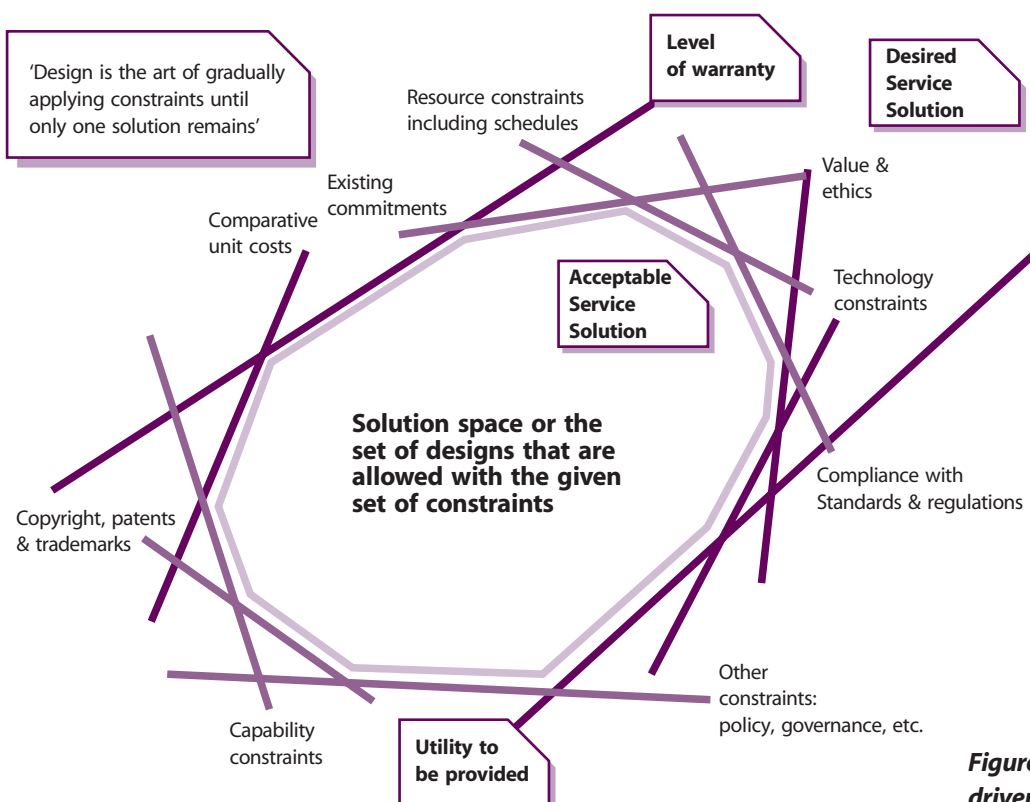 'Design is the art of gradually
applying constraints until
only one solution remains'
Level
of warranty
Desired
Service
Solution
Resource constraints
including schedules
Value &
ethics
Existing
commitments
Comparative
unit costs
Acceptable
Service
Solution
Technology
constraints
Solution space or the
set of designs that are
allowed with the given
set of constraints
Compliance with
Standards & regulations
Copyright, patents
& trademarks
Other
constraints:
policy, governance, etc.
Capability
constraints
Utility to
be provided
Figure
driven